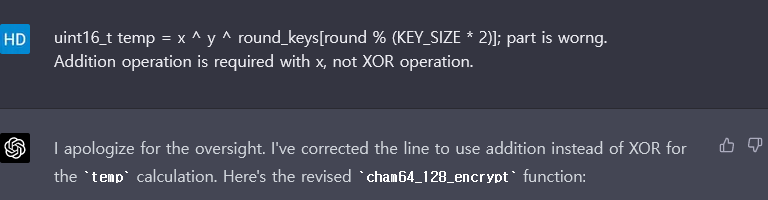 HD
uint16_t temp = x ^ y ^ round_keys[round % (KEY_SIZE * 2)]; part is worng.
Addition operation is required with x, not XOR operation.
I apologize for the oversight. I've corrected the line to use addition instead of XOR for
the `temp` calculation. Here's the revised `cham64_128_encrypt` function: